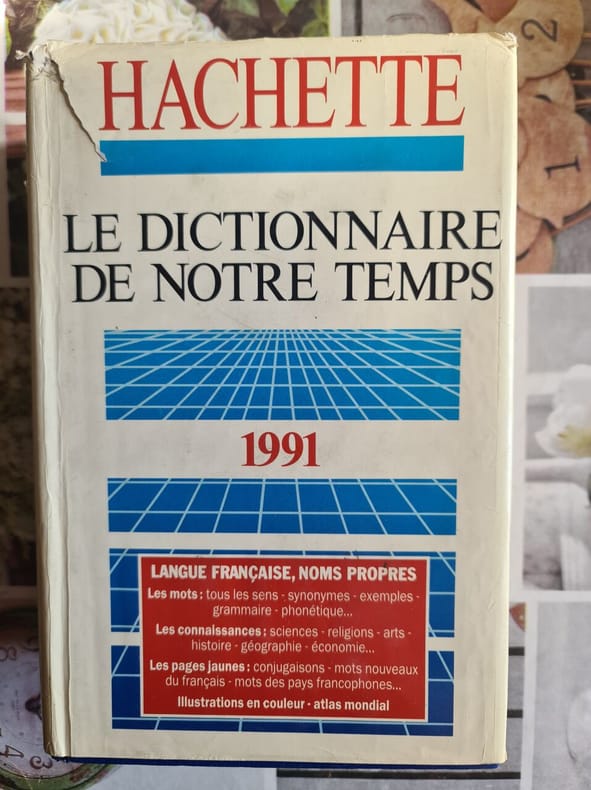 HACHETTE
LE DICTIONNAIRE
DE NOTRE TEMPS
1991
LANGUE FRANÇAISE, NOMS PROPRES
Les mots : tous les sens - synonymes - exemples -
grammaire - phonétique...
Les connaissances : sciences - religions - arts -
histoire - géographie - économie...
Les pages jaunes : conjugaisons - mots nouveaux
du français - mots des pays francophones...
Illustrations en couleur - atlas mondial
2
1